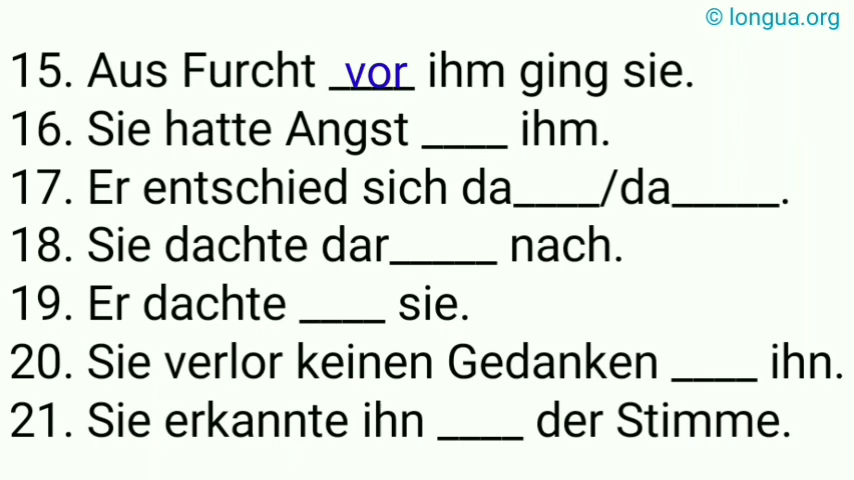 © longua.org
15. Aus Furcht _vor_ ihm ging sie.
16. Sie hatte Angst ____ ihm.
17. Er entschied sich da____/da_____.
18. Sie dachte dar_____ nach.
19. Er dachte ____ sie.
20. Sie verlor keinen Gedanken ____ ihn.
21. Sie erkannte ihn ____ der Stimme.